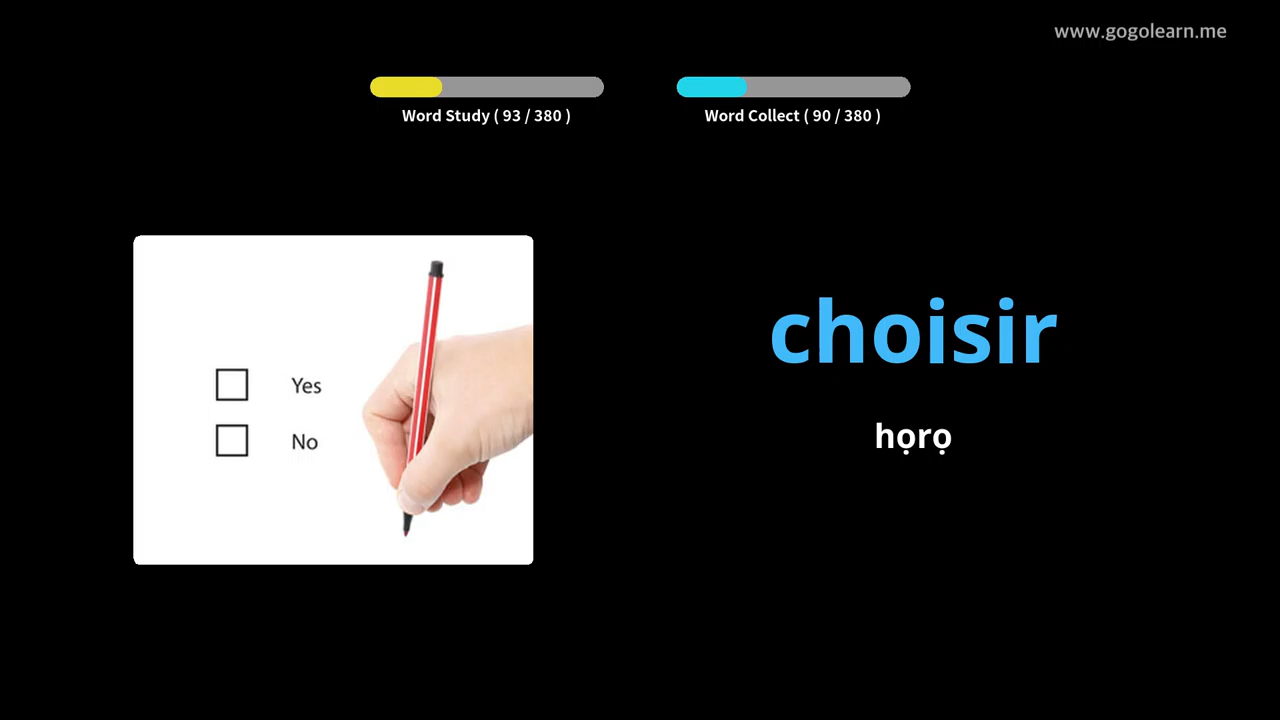 www.gogolearn.me
Word Study ( 93 / 380 )
Word Collect ( 90 / 380 )
Yes
No
choisir
họrọ